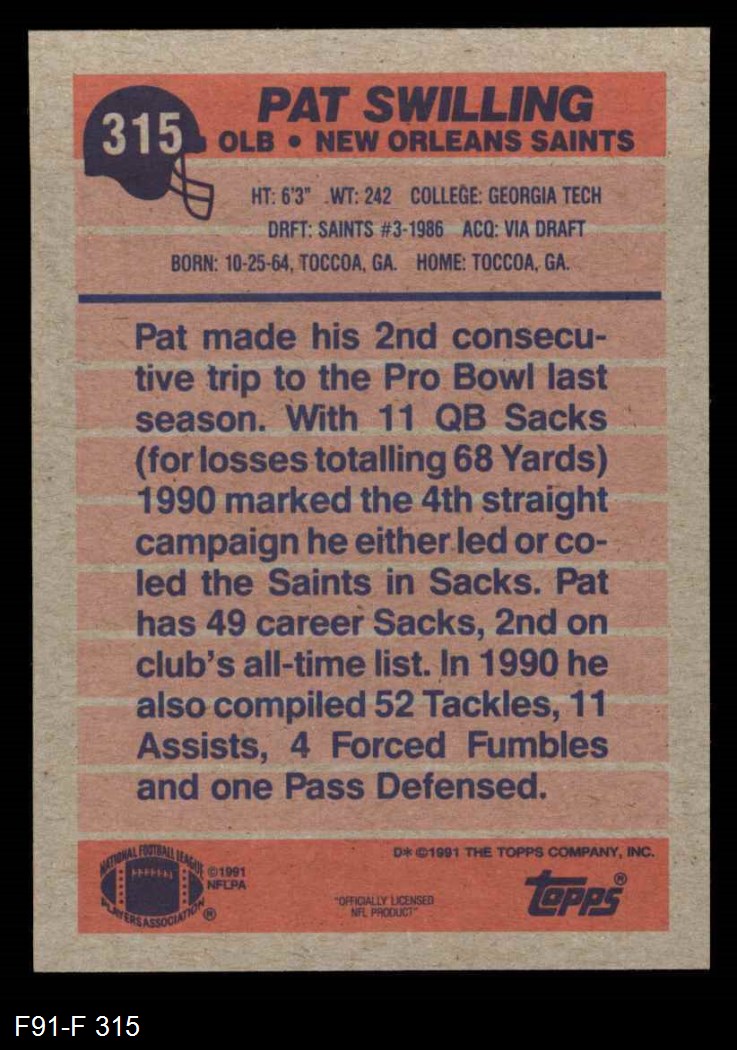 315
PAT SWILLING
OLB • NEW ORLEANS SAINTS
HT: 6'3" WT: 242 COLLEGE: GEORGIA TECH
DRFT: SAINTS #3-1986 ACQ: VIA DRAFT
BORN: 10-25-64, TOCCOA, GA. HOME: TOCCOA, GA.
Pat made his 2nd consecu-
tive trip to the Pro Bowl last
season. With 11 QB Sacks
(for losses totalling 68 Yards)
1990 marked the 4th straight
campaign he either led or co-
led the Saints in Sacks. Pat
has 49 career Sacks, 2nd on
club's all-time list. In 1990 he
also compiled 52 Tackles, 11
Assists, 4 Forced Fumbles
and one Pass Defensed.
NATIONAL FOOTBALL LEAGUE
PLAYERS ASSOCIATION ®
©1991
NFLPA
"OFFICIALLY LICENSED
NFL PRODUCT"
D* ©1991 THE TOPPS COMPANY, INC.
topps®
F91-F 315